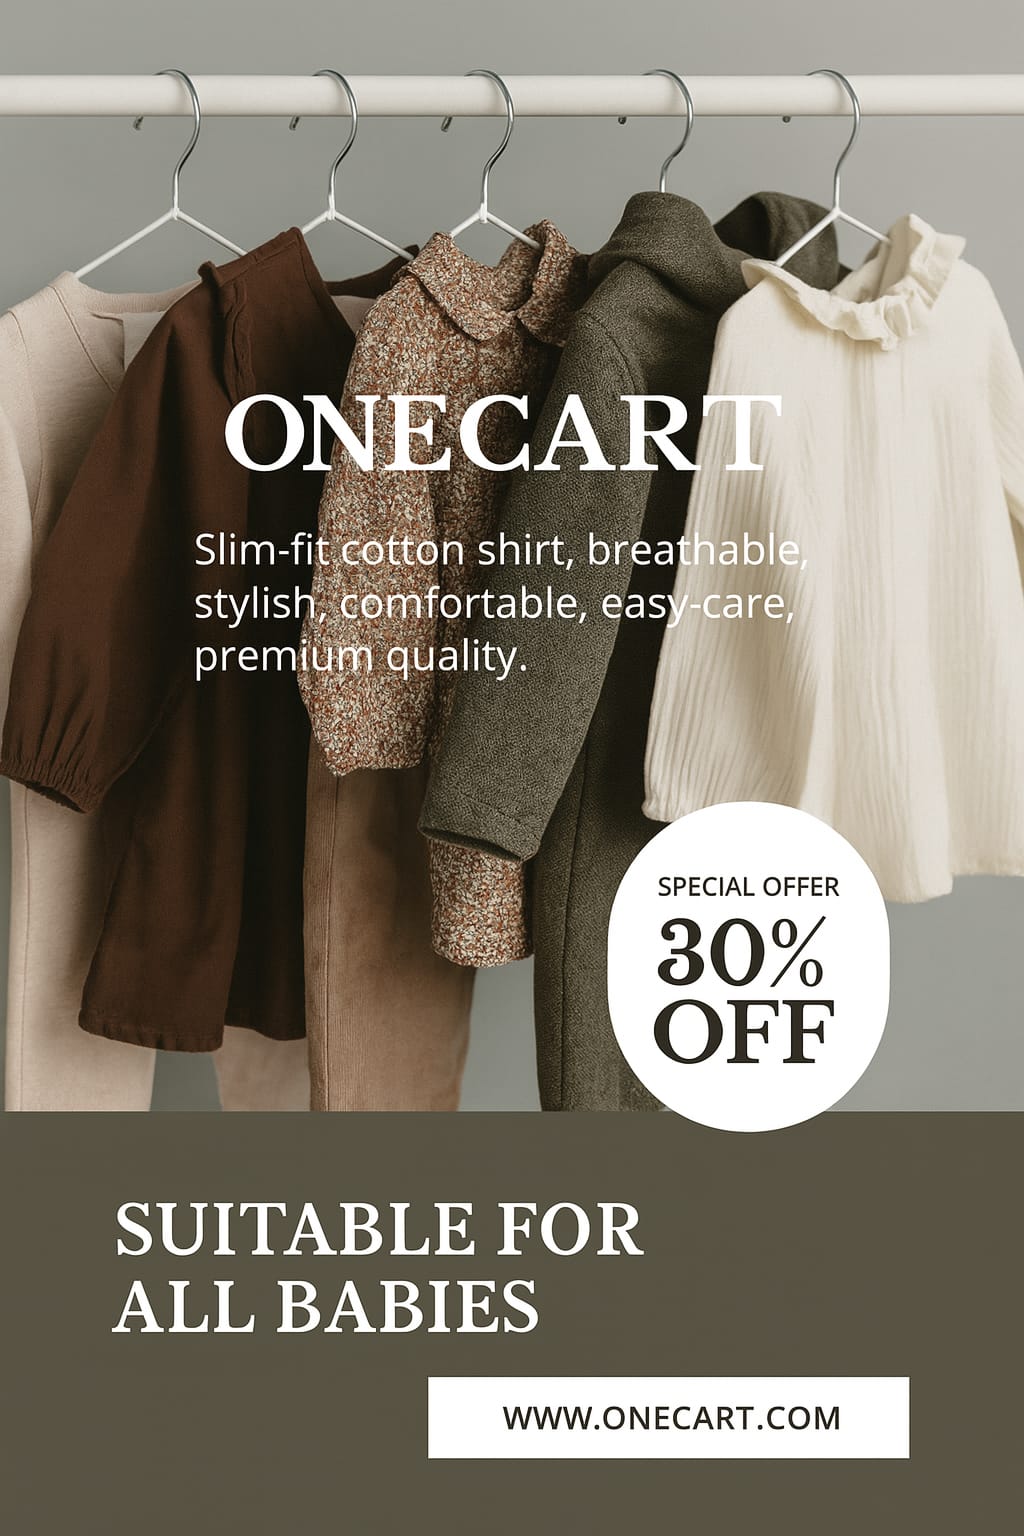 ONECART
Slim-fit cotton shirt, breathable,
stylish, comfortable, easy-care,
premium quality.
SPECIAL OFFER
30%
OFF
SUITABLE FOR
ALL BABIES
WWW.ONECART.COM